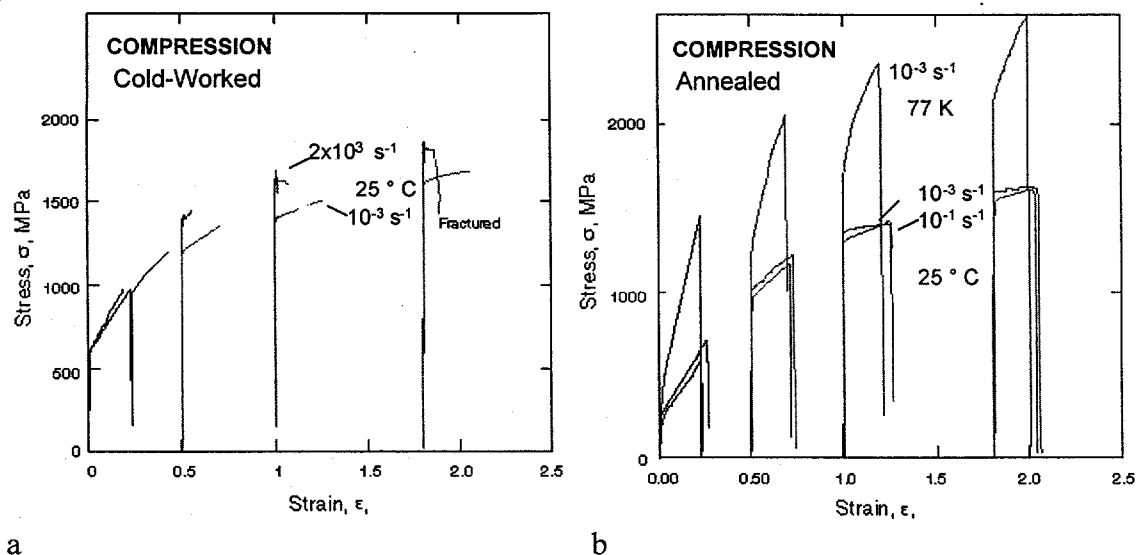 COMPRESSION
Cold-Worked
2000
2x10³ s⁻¹
1500
25 ° C
10⁻³ s⁻¹
Fractured
1000
500
0
Stress, σ, MPa
0 0.5 1 1.5 2.0 2.5
Strain, ε,
a
COMPRESSION
Annealed
10⁻³ s⁻¹
77 K
2000
10⁻³ s⁻¹
10⁻¹ s⁻¹
25 ° C
1000
0
Stress, σ, MPa
0.00 0.50 1.0 1.5 2.0 2.5
Strain, ε,
b